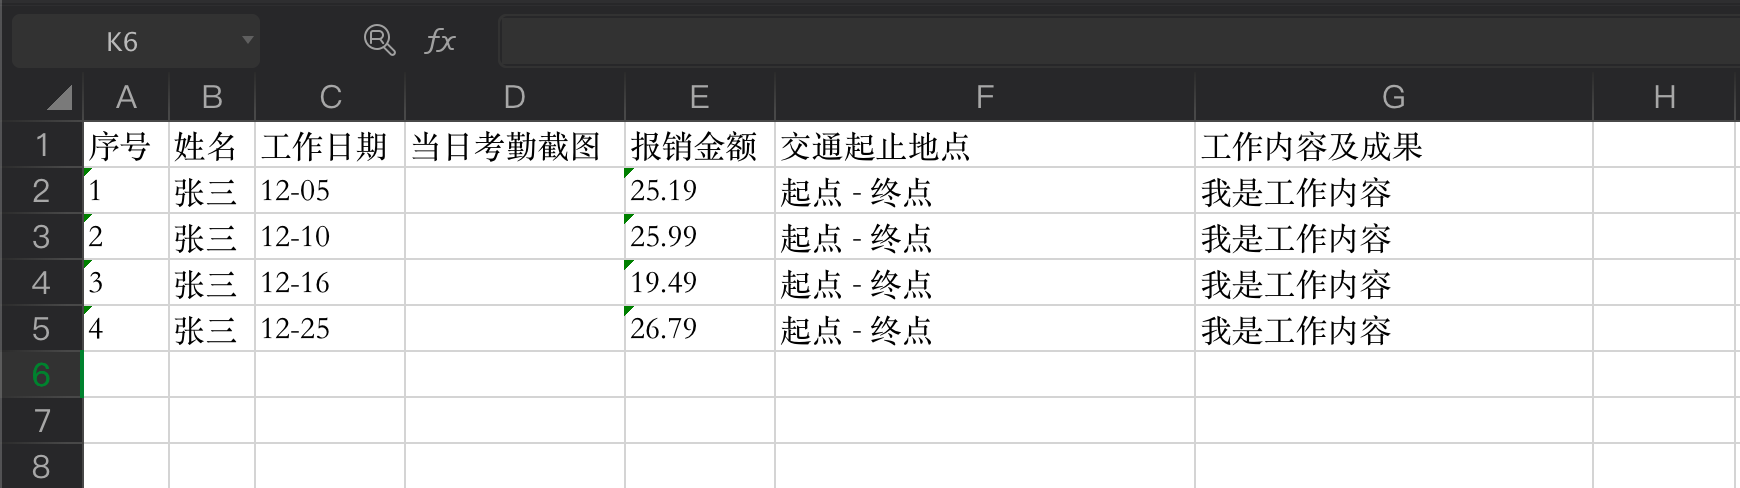 K6 fx
A B C D E F G H
1 序号 姓名 工作日期 当日考勤截图 报销金额 交通起止地点 工作内容及成果
2 1 张三 12-05 25.19 起点 - 终点 我是工作内容
3 2 张三 12-10 25.99 起点 - 终点 我是工作内容
4 3 张三 12-16 19.49 起点 - 终点 我是工作内容
5 4 张三 12-25 26.79 起点 - 终点 我是工作内容
6
7
8